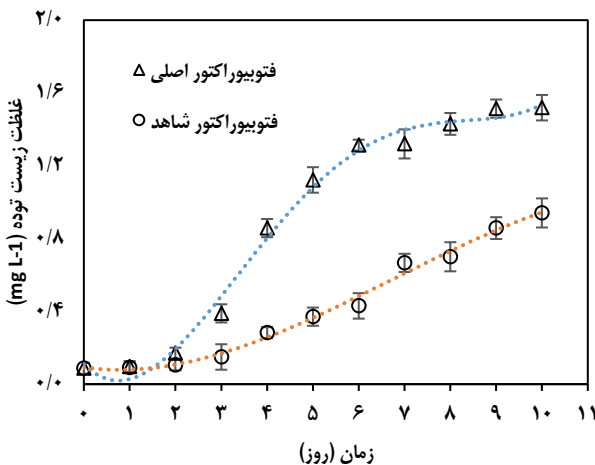 ۲/۰
۱/۶
۱/۲
۰/۸
۰/۴
۰/۰
غلظت زیست توده (mg L-1)
فتوبیوراکتور اصلی
فتوبیوراکتور شاهد
۰ ۱ ۲ ۳ ۴ ۵ ۶ ۷ ۸ ۹ ۱۰ ۱۱
زمان (روز)